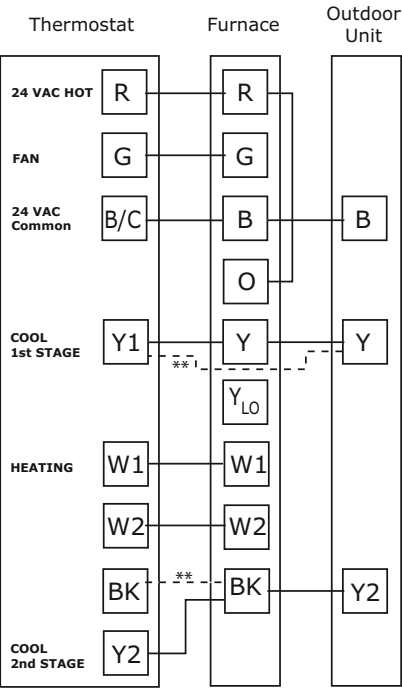 Thermostat
Furnace
Outdoor
Unit
24 VAC HOT
R
R
FAN
G
G
24 VAC
Common
B/C
B
B
O
COOL
1st STAGE
Y1
Y
Y
**
YLO
HEATING
W1
W1
W2
W2
BK
**
BK
Y2
COOL
2nd STAGE
Y2